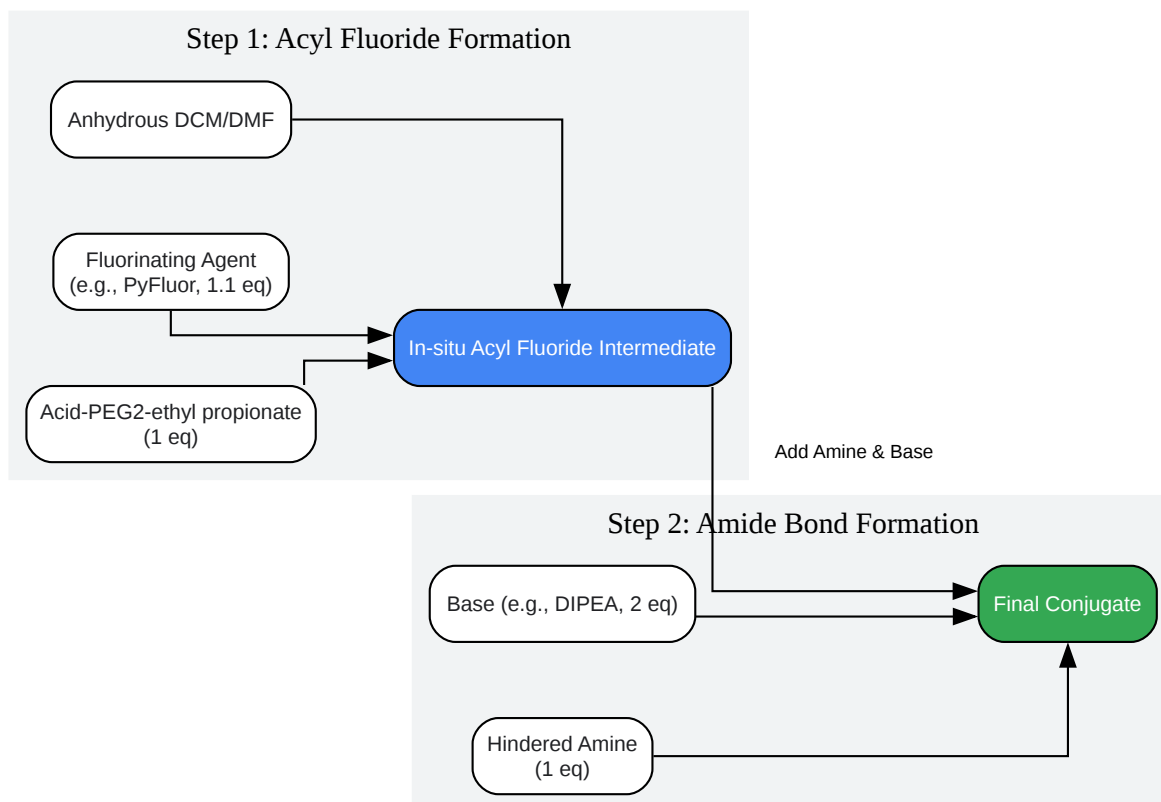 Step 1: Acyl Fluoride Formation
Anhydrous DCM/DMF
Fluorinating Agent
(e.g., PyFluor, 1.1 eq)
In-situ Acyl Fluoride Intermediate
Acid-PEG2-ethyl propionate
(1 eq)
Add Amine & Base
Step 2: Amide Bond Formation
Base (e.g., DIPEA, 2 eq)
Final Conjugate
Hindered Amine
(1 eq)